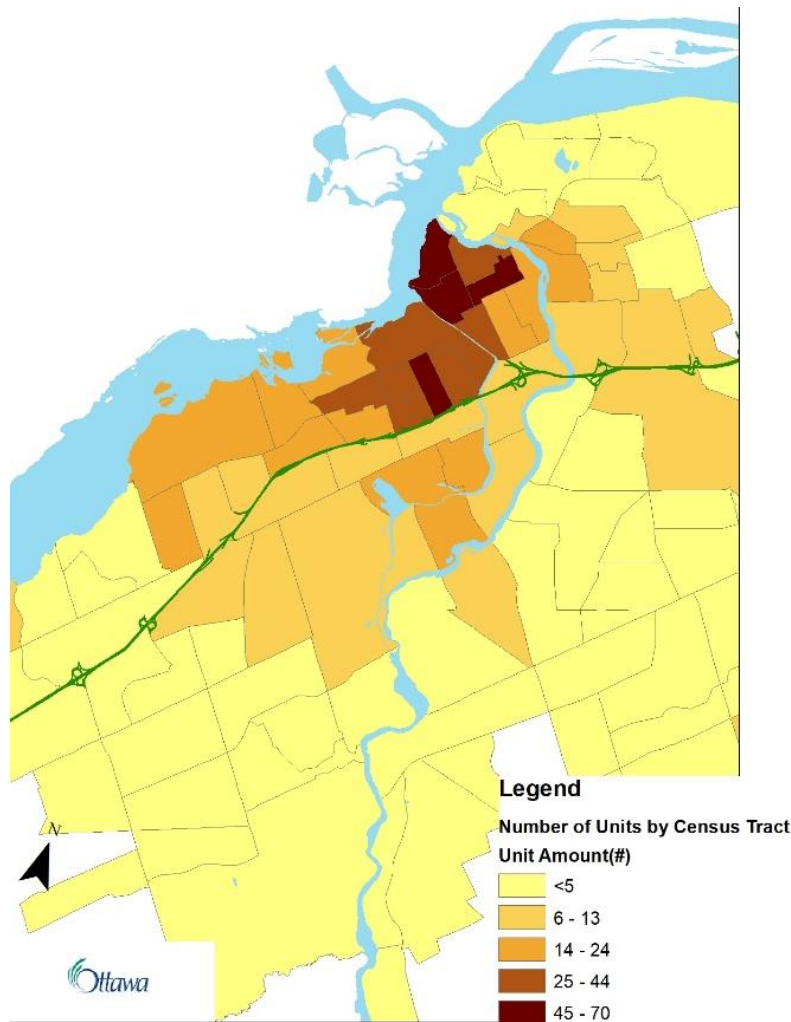 Legend
Number of Units by Census Tract
Unit Amount(#)
<5
6 - 13
14 - 24
25 - 44
45 - 70
N
Ottawa